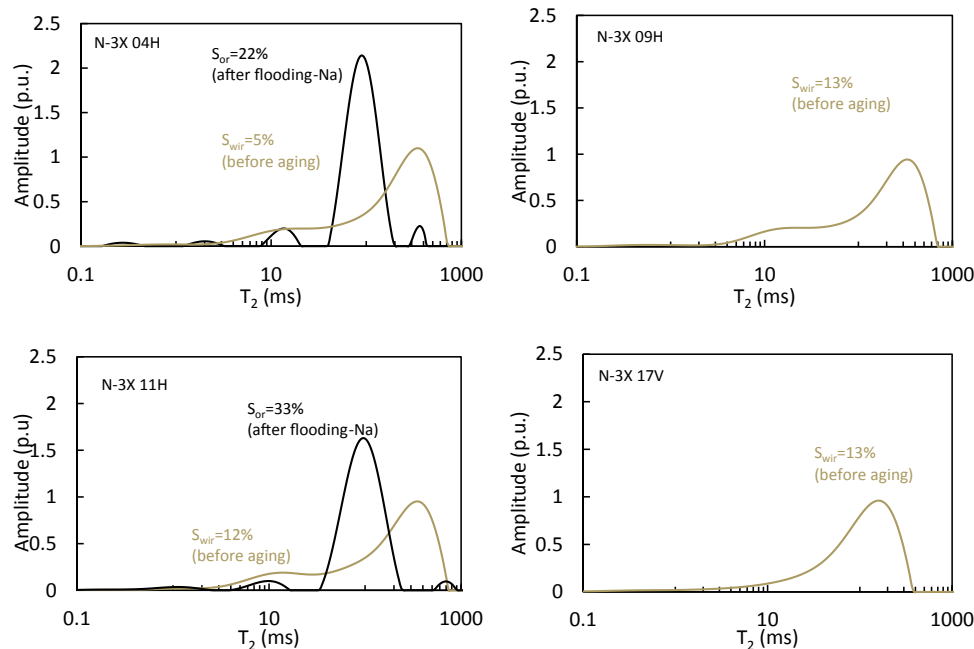 N-3X 04H
S_or=22%
(after flooding-Na)
S_wir=5%
(before aging)
Amplitude (p.u.)
2.5
2
1.5
1
0.5
0
0.1
10
1000
T_2 (ms)
N-3X 09H
S_wir=13%
(before aging)
Amplitude (p.u.)
2.5
2
1.5
1
0.5
0
0.1
10
1000
T_2 (ms)
N-3X 11H
S_or=33%
(after flooding-Na)
S_wir=12%
(before aging)
Amplitude (p.u)
2.5
2
1.5
1
0.5
0
0.1
10
1000
T_2 (ms)
N-3X 17V
S_wir=13%
(before aging)
Amplitude (p.u.)
2.5
2
1.5
1
0.5
0
0.1
10
1000
T_2 (ms)